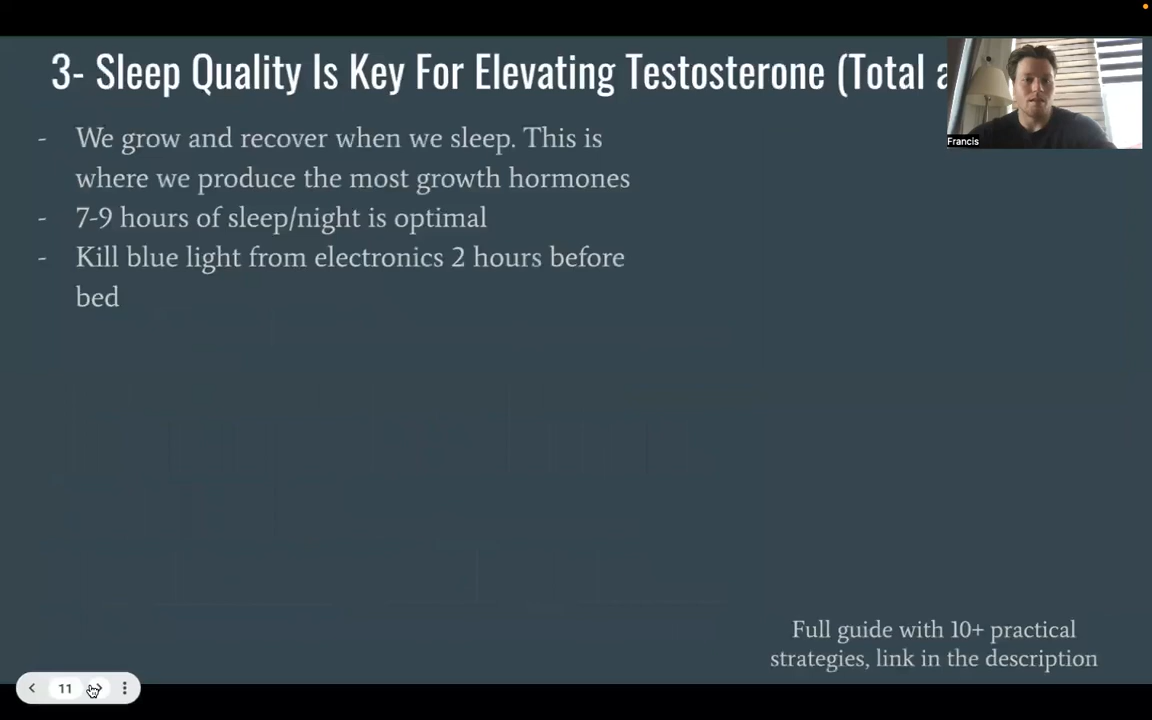 3- Sleep Quality Is Key For Elevating Testosterone (Total
- We grow and recover when we sleep. This is
where we produce the most growth hormones
- 7-9 hours of sleep/night is optimal
- Kill blue light from electronics 2 hours before
bed
Francis
Full guide with 10+ practical
strategies, link in the description
11